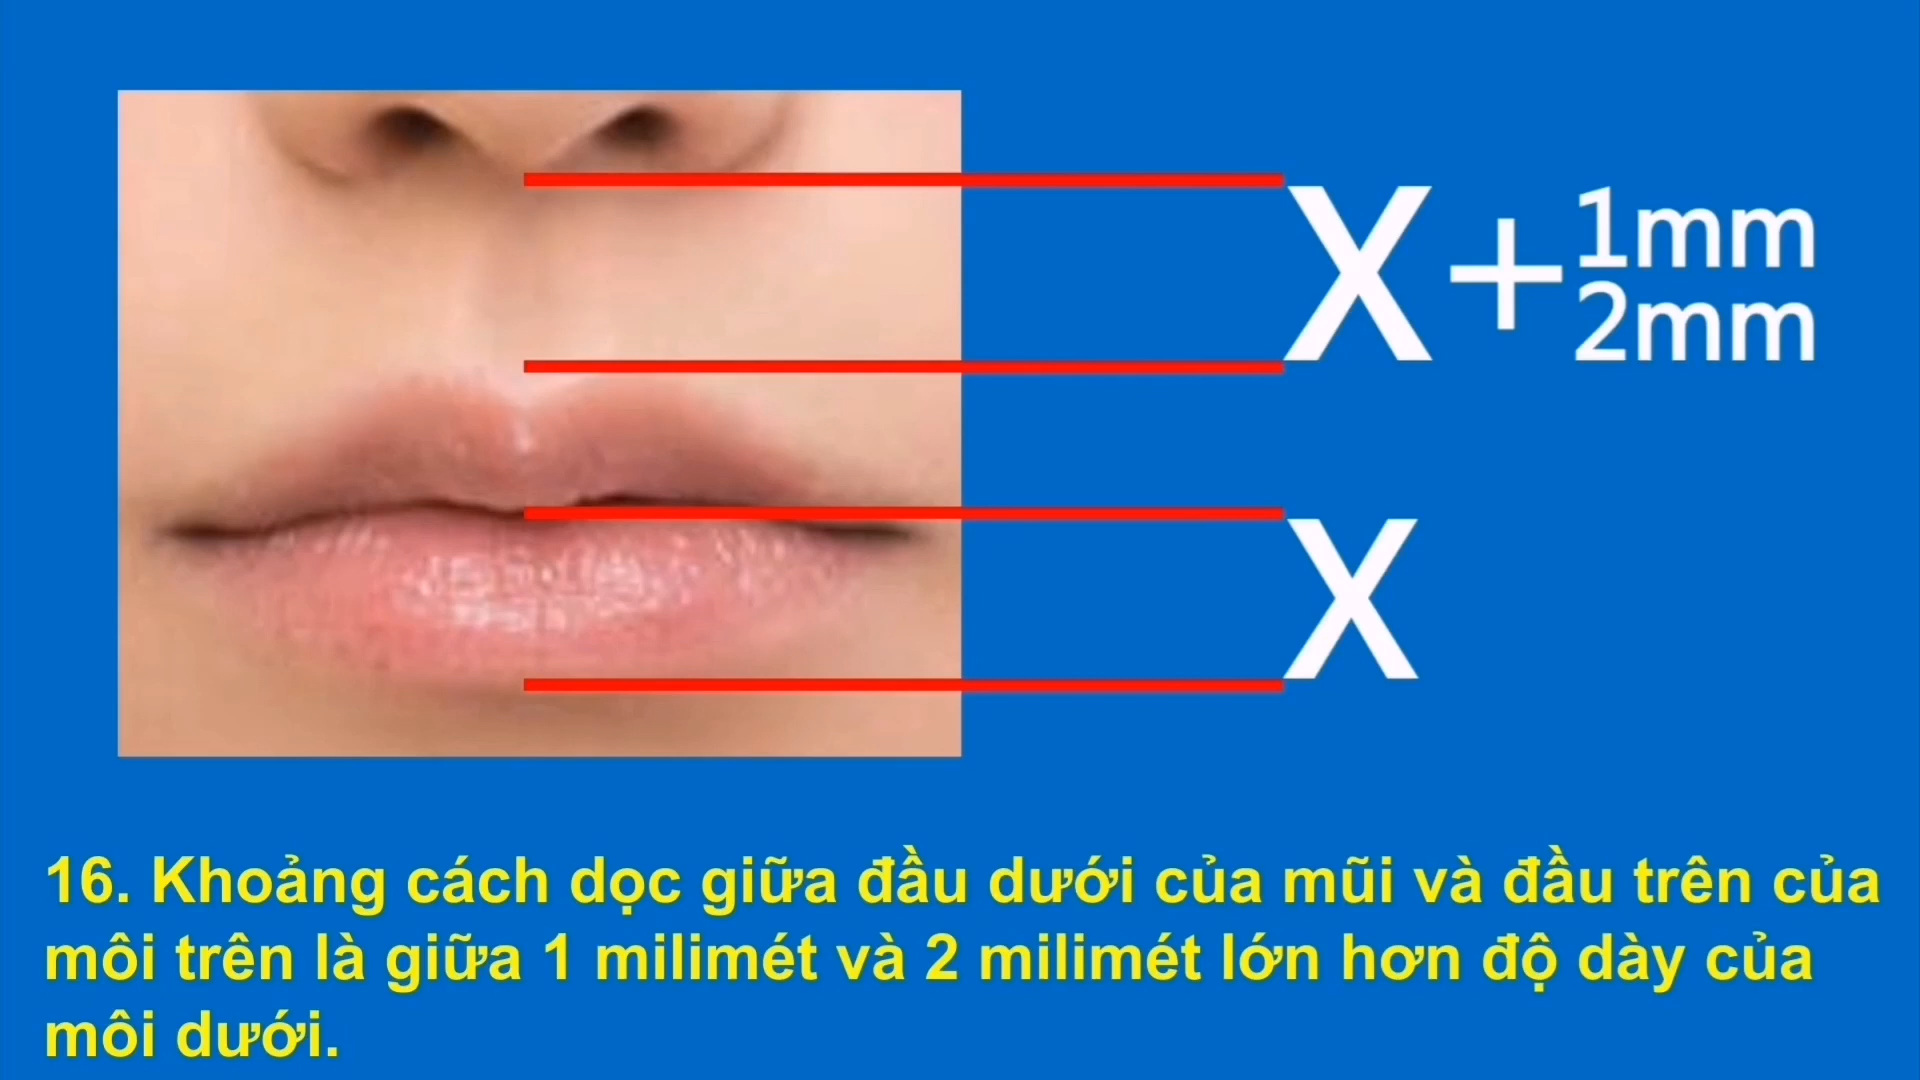 X+1mm
2mm
X
16. Khoảng cách dọc giữa đầu dưới của mũi và đầu trên của
môi trên là giữa 1 milimét và 2 milimét lớn hơn độ dày của
môi dưới.